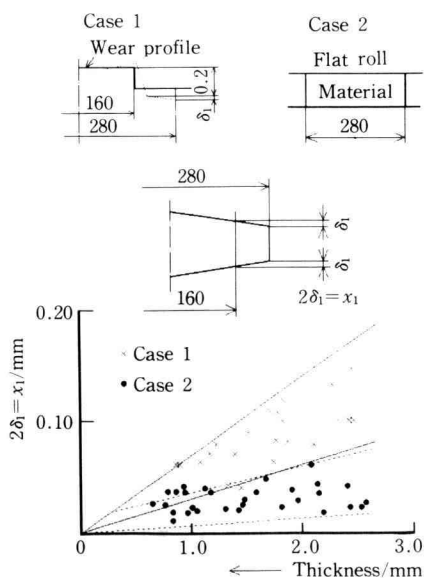 Case 1
Wear profile
0.2
160
δ₁
280
Case 2
Flat roll
Material
280
280
δ₁
δ₁
2δ₁=x₁
160
2δ₁=x₁/mm
0.20
0.10
× Case 1
● Case 2
0
1.0
2.0
3.0
← Thickness/mm